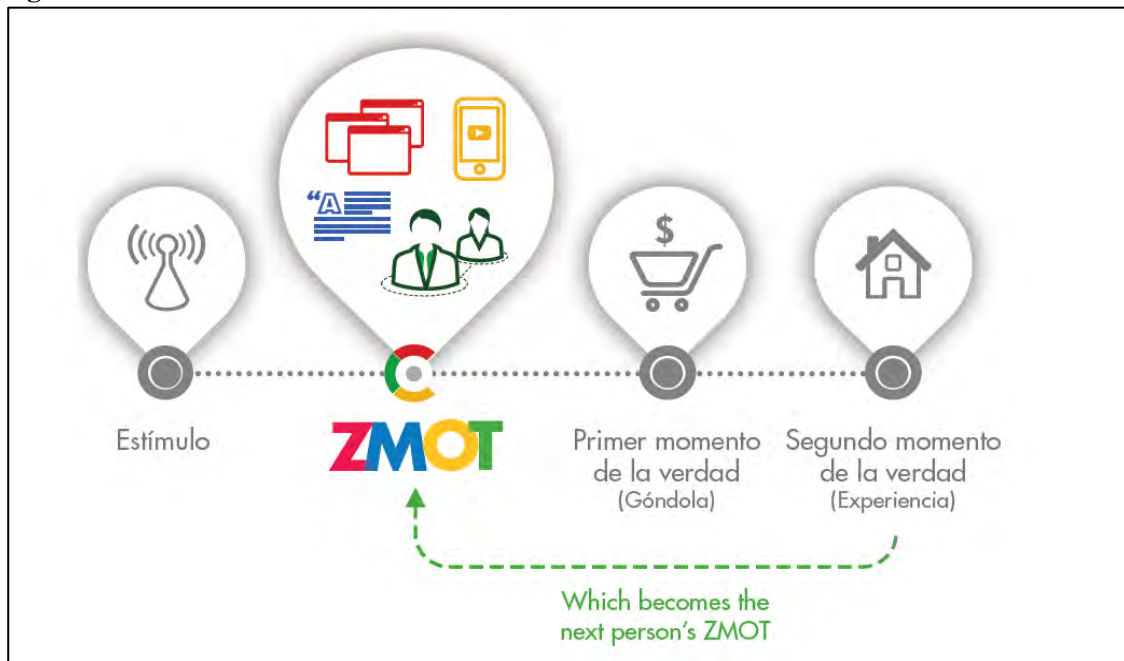 “A
$
Estímulo
ZMOT
Primer momento
de la verdad
(Góndola)
Segundo momento
de la verdad
(Experiencia)
Which becomes the
next person's ZMOT